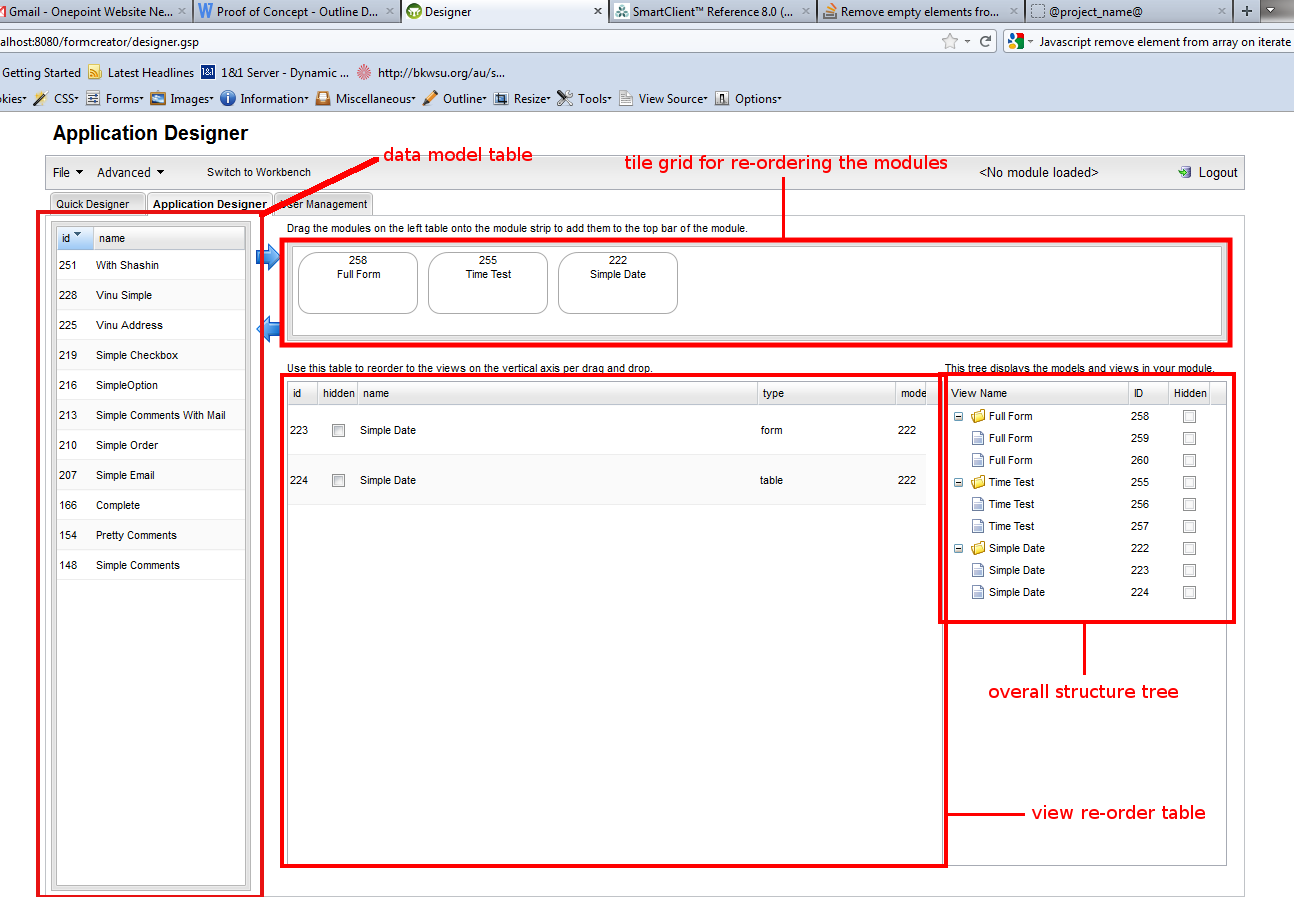 Gmail - Onepoint Website Ne... Proof of Concept - Outline D... Designer SmartClient™ Reference 8.0 (... Remove empty elements fro... @project_name@
alhost:8080/formcreator/designer.gsp Javascript remove element from array on iterate
Getting Started Latest Headlines 1&1 Server - Dynamic ... http://bkwsu.org/au/s...
kies CSS Forms Images Information Miscellaneous Outline Resize Tools View Source Options
Application Designer
data model table
tile grid for re-ordering the modules
File Advanced Switch to Workbench <No module loaded> Logout
Quick Designer Application Designer User Management
Drag the modules on the left table onto the module strip to add them to the top bar of the module.
id name
251 With Shashin
228 Vinu Simple
225 Vinu Address
219 Simple Checkbox
216 SimpleOption
213 Simple Comments With Mail
210 Simple Order
207 Simple Email
166 Complete
154 Pretty Comments
148 Simple Comments
258
Full Form
255
Time Test
222
Simple Date
Use this table to reorder to the views on the vertical axis per drag and drop.
id hidden name type mode
223 Simple Date form 222
224 Simple Date table 222
This tree displays the models and views in your module.
View Name ID Hidden
Full Form 258
Full Form 259
Full Form 260
Time Test 255
Time Test 256
Time Test 257
Simple Date 222
Simple Date 223
Simple Date 224
overall structure tree
view re-order table